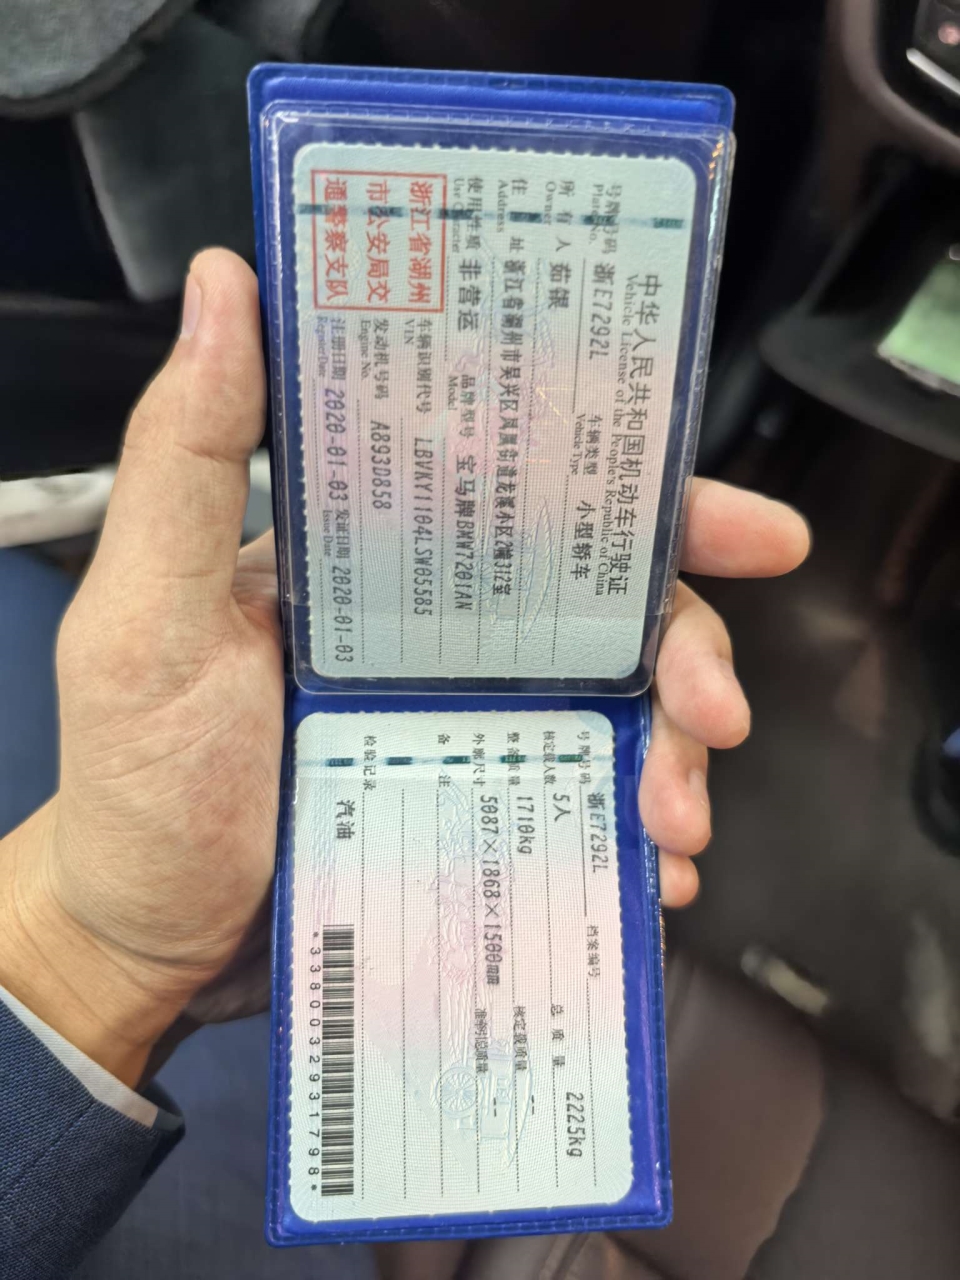 中华人民共和国机动车行驶证
Vehicle License of the People's Republic of China
号牌号码 浙E7292L 车辆类型 小型轿车
Plate No. Vehicle Type
所有人 茹银
Owner
住址 浙江省湖州市吴兴区凤凰街道龙溪小区2幢312室
Address
使用性质 非营运 品牌型号 宝马牌BMW7201AN
Use Character Model
浙江省湖州
市公安局交
通警察支队
车辆识别代号 LBVKY1104LSW05585
VIN
发动机号码 A893D858
Engine No.
注册日期 2020-01-03 发证日期 2020-01-03
Register Date Issue Date
号牌号码 浙E7292L 档案编号
核定载人数 5人 总质量 2225kg
整备质量 1710kg 核定载质量 --
外廓尺寸 5087×1868×1500mm 准牵引总质量 --
备注
检验记录
汽油
*3380032931798*